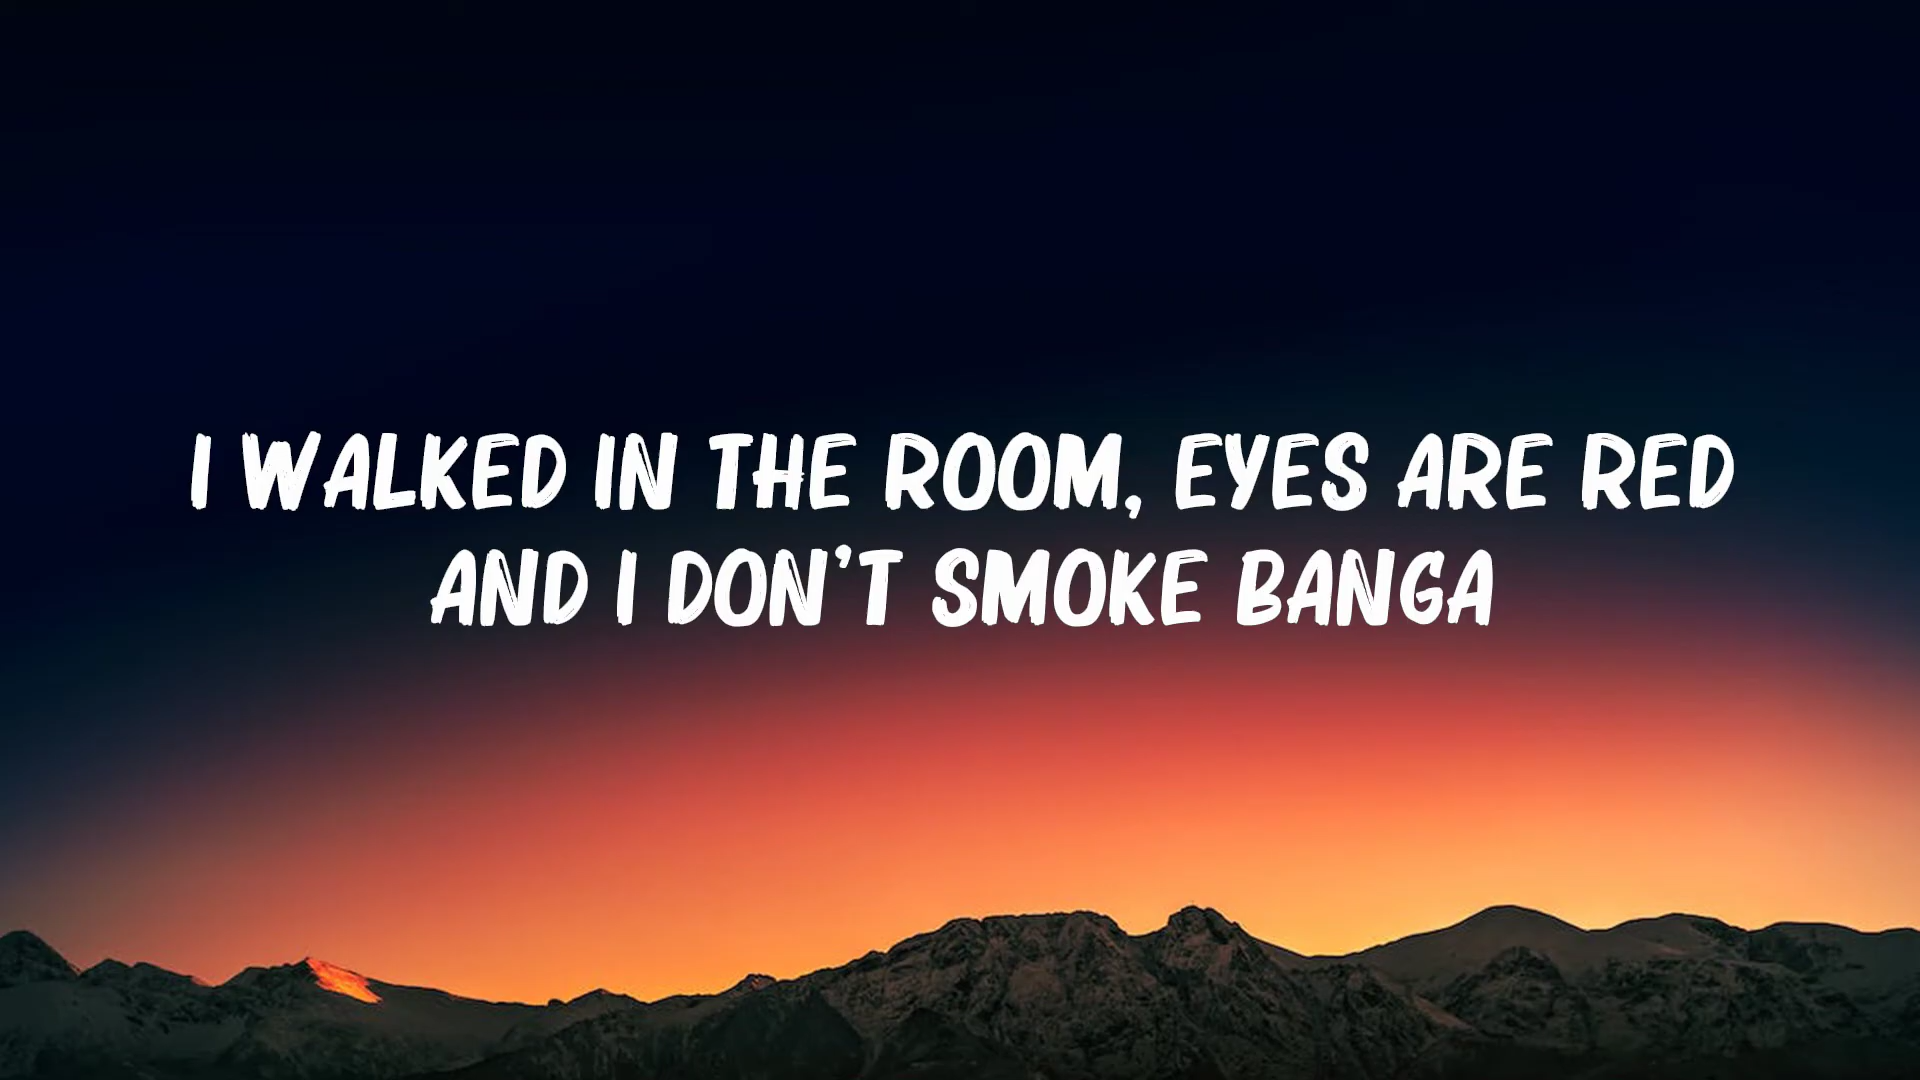 I WALKED IN THE ROOM, EYES ARE RED
AND I DON'T SMOKE BANGA